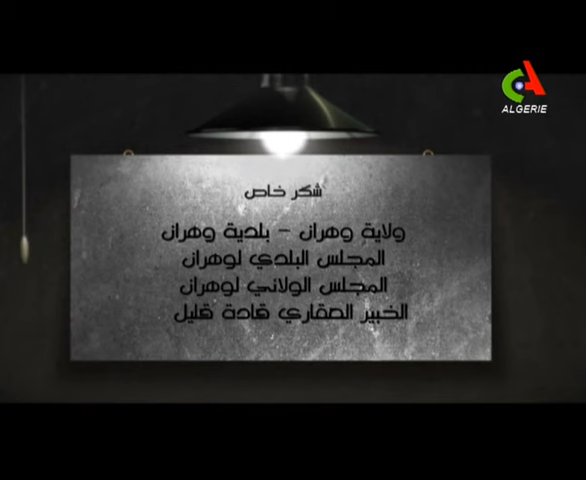 ALGERIE
شكر خاص
ولاية وهران - بلدية وهران
المجلس البلدي لوهران
المجلس الولائي لوهران
الخبير العقاري قادة قليل